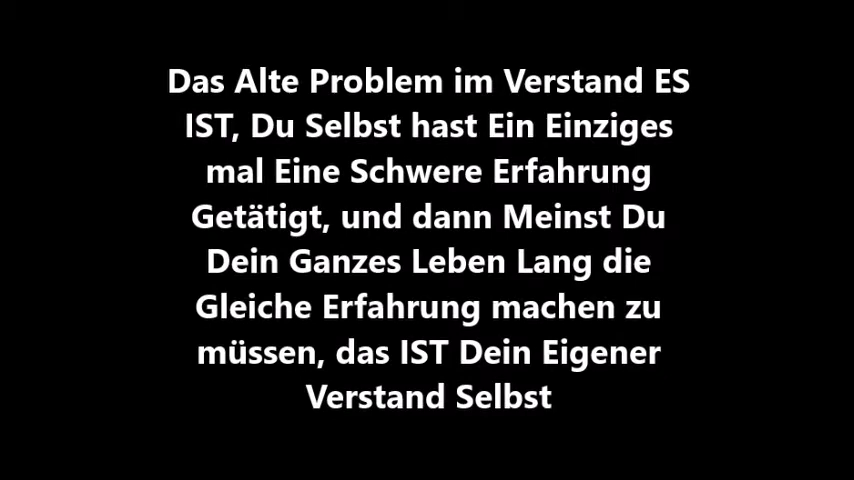 Das Alte Problem im Verstand ES
IST, Du Selbst hast Ein Einziges
mal Eine Schwere Erfahrung
Getätigt, und dann Meinst Du
Dein Ganzes Leben Lang die
Gleiche Erfahrung machen zu
müssen, das IST Dein Eigener
Verstand Selbst